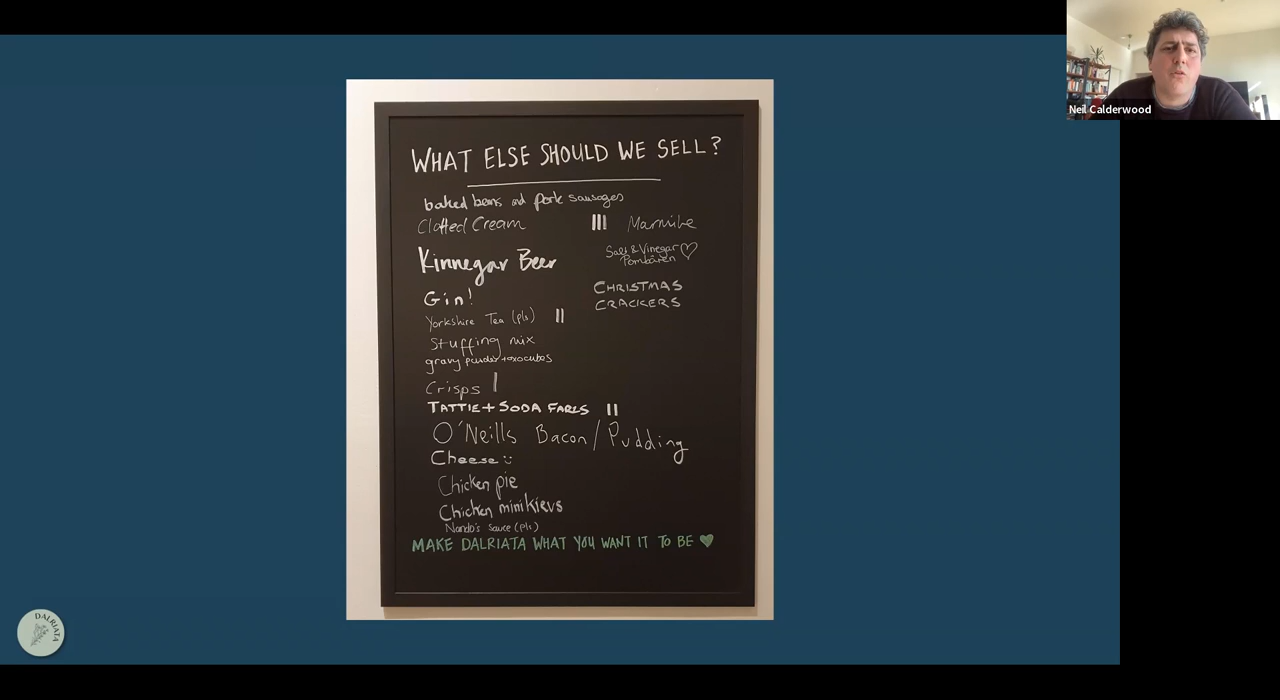 Neil Calderwood
WHAT ELSE SHOULD WE SELL?
baked beans and pork sausages
Clotted Cream
III Marmite
Kinnegar Beer
Salt & Vinegar
Pombären
Gin!
CHRISTMAS
CRACKERS
Yorkshire Tea (pls) II
Stuffing mix
gravy powder + oxo cubes
Crisps I
TATTIE + SODA FARLS II
O'Neills Bacon / Pudding
Cheese :)
Chicken pie
Chicken mini kievs
Nando's Sauce (pls)
MAKE DALRIATA WHAT YOU WANT IT TO BE
DALRIATA